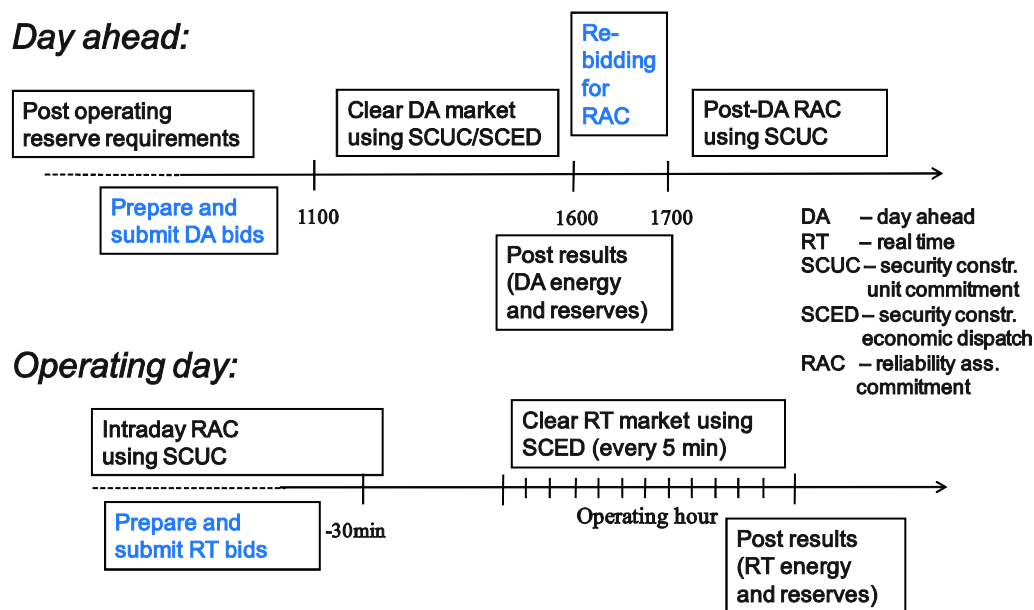 Day ahead:
Re-
bidding
for
RAC
Post operating
reserve requirements
Clear DA market
using SCUC/SCED
Post-DA RAC
using SCUC
Prepare and
submit DA bids
1100
1600
1700
Post results
(DA energy
and reserves)
DA – day ahead
RT – real time
SCUC – security constr.
unit commitment
SCED – security constr.
economic dispatch
RAC – reliability ass.
commitment
Operating day:
Intraday RAC
using SCUC
Clear RT market using
SCED (every 5 min)
Prepare and
submit RT bids
-30min
Operating hour
Post results
(RT energy
and reserves)